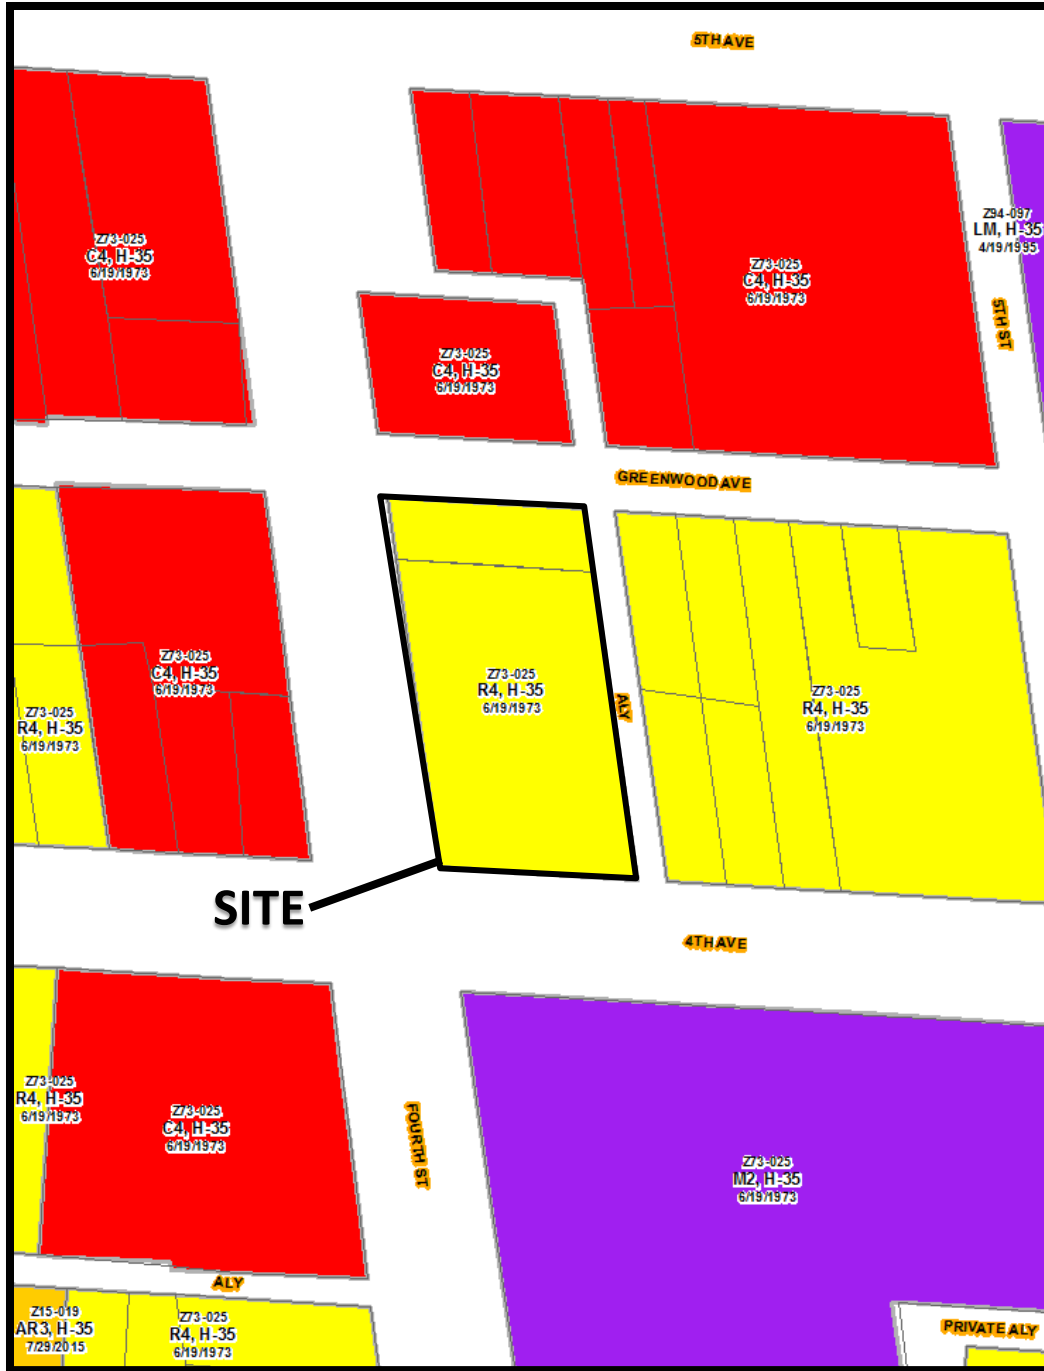 5TH AVE
Z94-097
LM, H-35
4/19/1995
Z73-025
C4, H-35
6/19/1973
Z73-025
C4, H-35
6/19/1973
5TH ST
Z73-025
C4, H-35
6/19/1973
GREENWOOD AVE
Z73-025
C4, H-35
6/19/1973
Z73-025
R4, H-35
6/19/1973
Z73-025
R4, H-35
6/19/1973
ALY
Z73-025
R4, H-35
6/19/1973
SITE
4TH AVE
Z73-025
R4, H-35
6/19/1973
Z73-025
C4, H-35
6/19/1973
FOURTH ST
Z73-025
M2, H-35
6/19/1973
ALY
Z15-019
AR3, H-35
7/29/2015
Z73-025
R4, H-35
6/19/1973
PRIVATE ALY